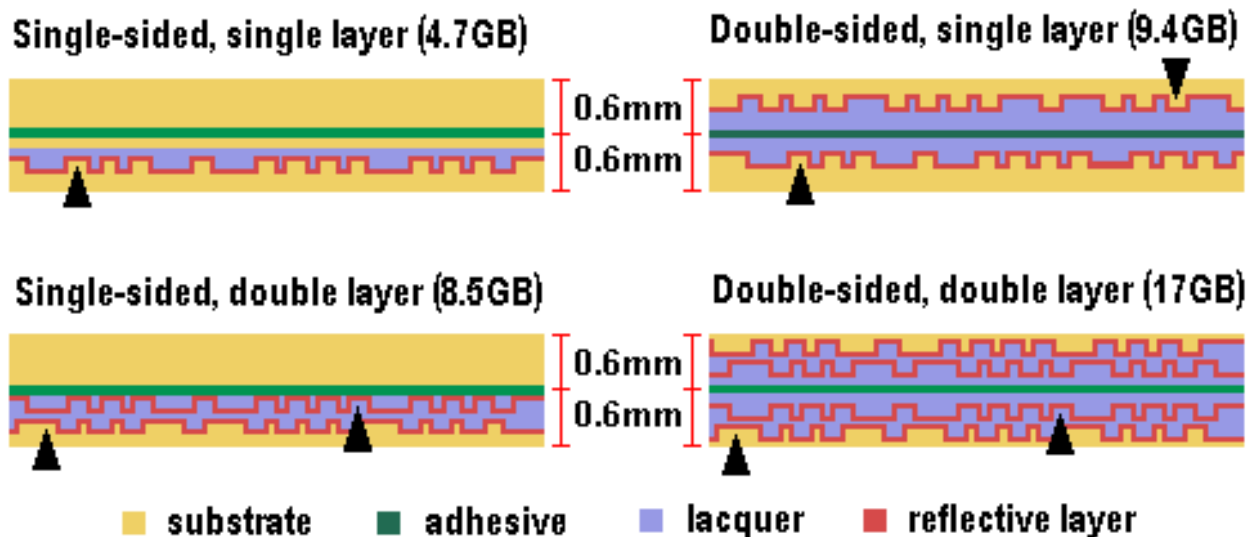 Single-sided, single layer (4.7GB)
Double-sided, single layer (9.4GB)
0.6mm
0.6mm
Single-sided, double layer (8.5GB)
Double-sided, double layer (17GB)
0.6mm
0.6mm
substrate
adhesive
lacquer
reflective layer